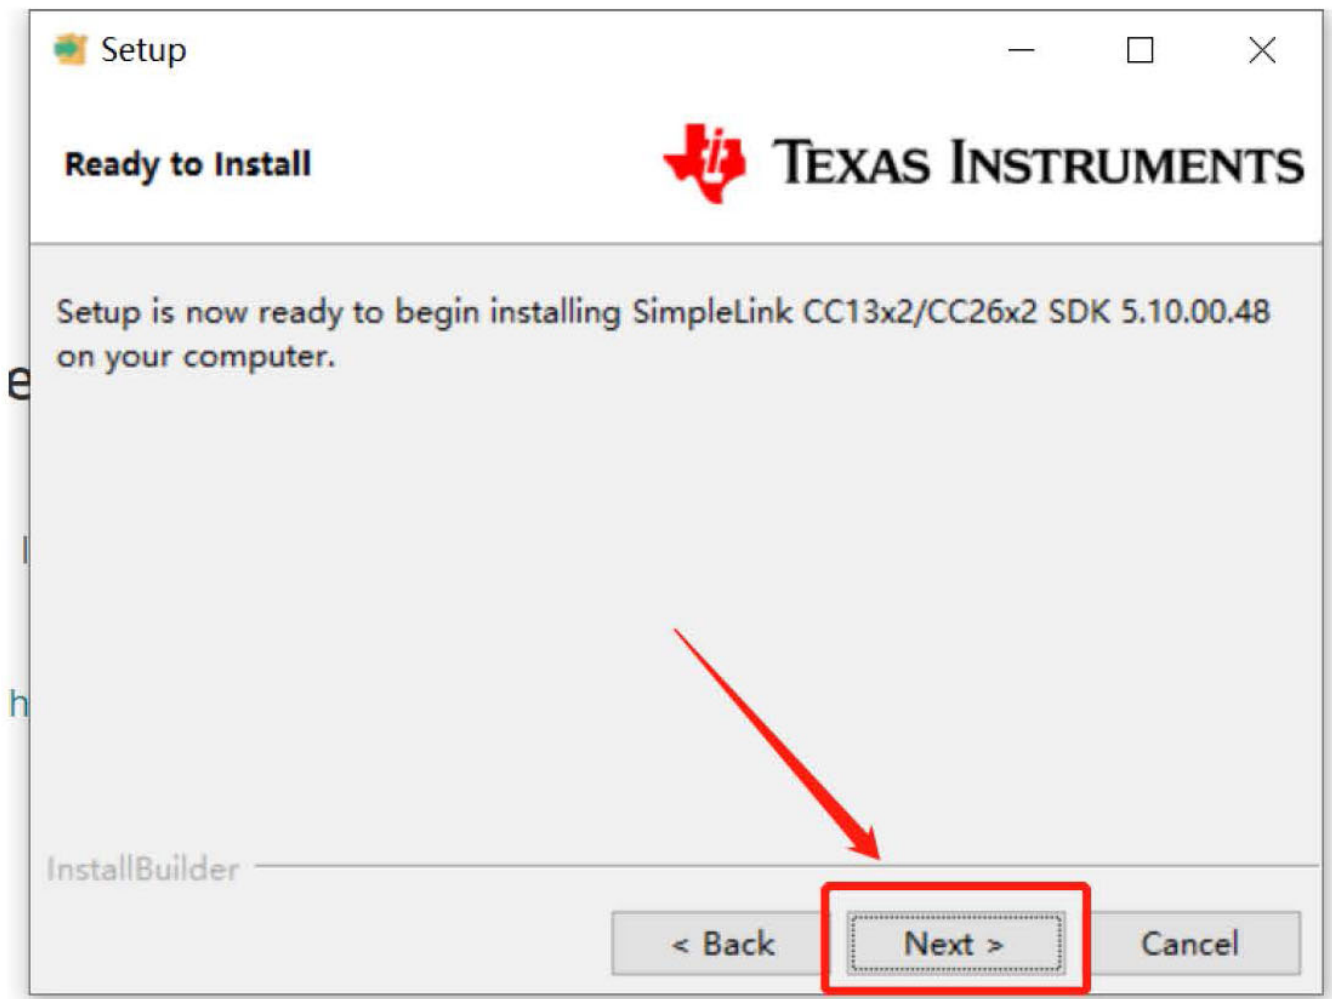 Setup
Ready to Install
TEXAS INSTRUMENTS
Setup is now ready to begin installing SimpleLink CC13x2/CC26x2 SDK 5.10.00.48
on your computer.
e
h
InstallBuilder
< Back
Next >
Cancel